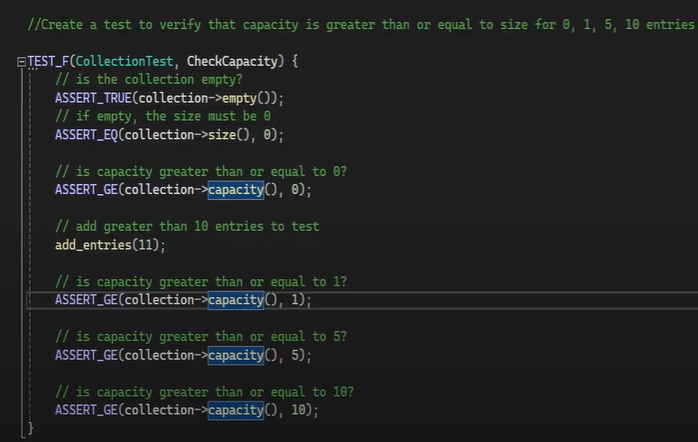 //Create a test to verify that capacity is greater than or equal to size for 0, 1, 5, 10 entries
TEST_F(CollectionTest, CheckCapacity) {
// is the collection empty?
ASSERT_TRUE(collection->empty());
// if empty, the size must be 0
ASSERT_EQ(collection->size(), 0);
// is capacity greater than or equal to 0?
ASSERT_GE(collection->capacity(), 0);
// add greater than 10 entries to test
add_entries(11);
// is capacity greater than or equal to 1?
ASSERT_GE(collection->capacity(), 1);
// is capacity greater than or equal to 5?
ASSERT_GE(collection->capacity(), 5);
// is capacity greater than or equal to 10?
ASSERT_GE(collection->capacity(), 10);
}